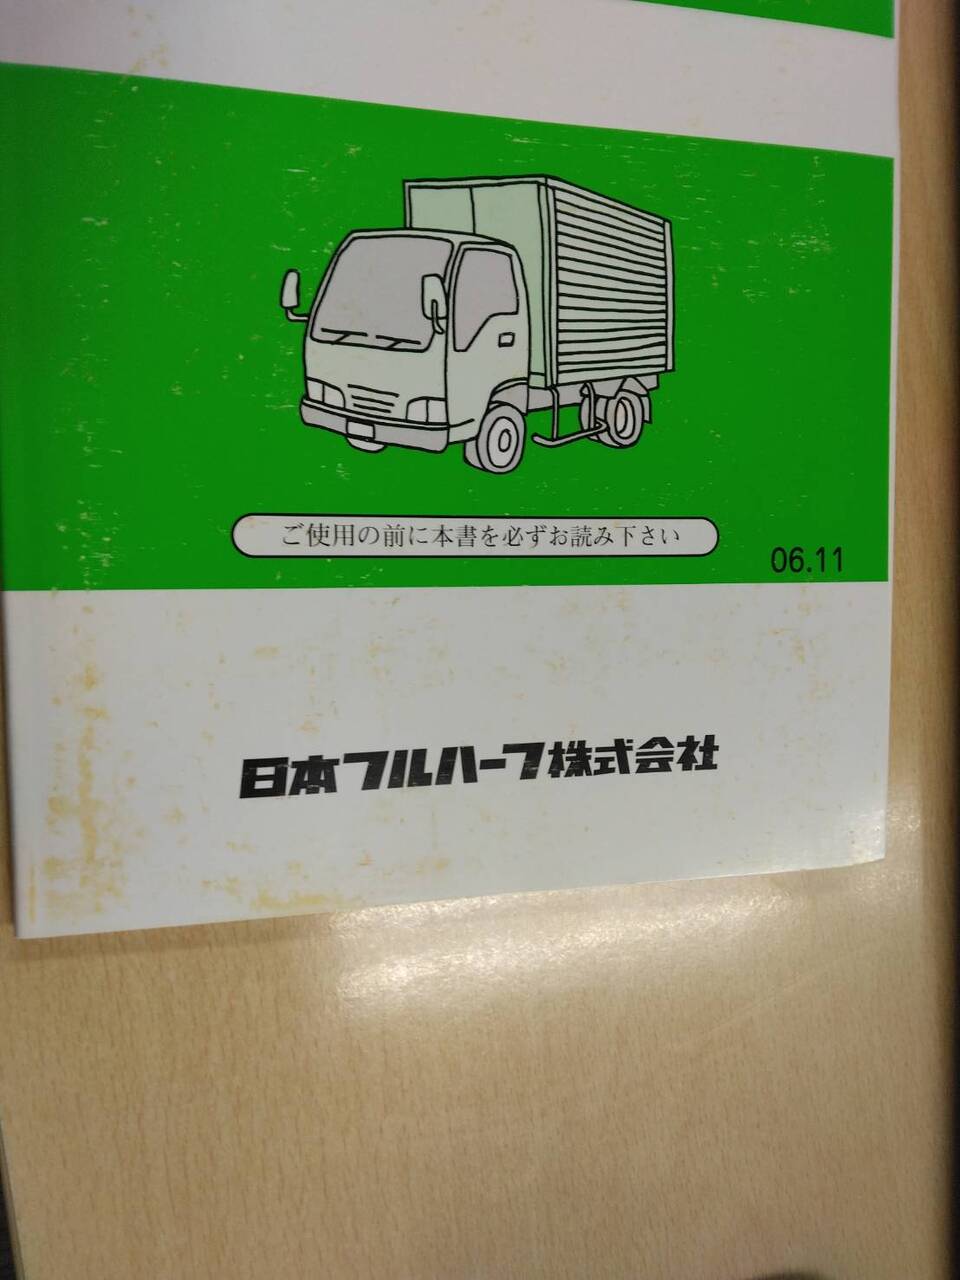 ご使用の前に本書を必ずお読み下さい
06.11
日本フルハーフ株式会社